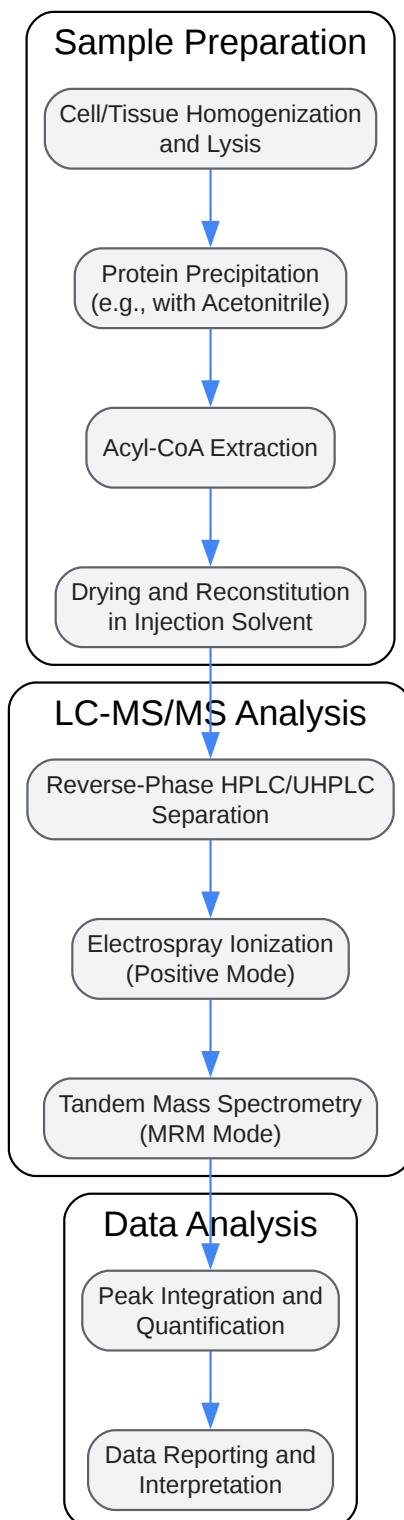 Sample Preparation
Cell/Tissue Homogenization
and Lysis
Protein Precipitation
(e.g., with Acetonitrile)
Acyl-CoA Extraction
Drying and Reconstitution
in Injection Solvent
LC-MS/MS Analysis
Reverse-Phase HPLC/UHPLC
Separation
Electrospray Ionization
(Positive Mode)
Tandem Mass Spectrometry
(MRM Mode)
Data Analysis
Peak Integration and
Quantification
Data Reporting and
Interpretation